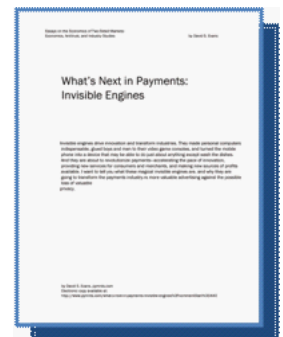 Essays on the Economics of Two-Sided Markets:
Economics, Antitrust, and Industry Studies by David S. Evans
What's Next in Payments:
Invisible Engines
Invisible engines drive innovation and transform industries. They made personal computers
indispensable, glued boys and men to their video game consoles, and turned the mobile
phone into a device that may be able to do just about anything except wash the dishes.
And they are about to revolutionize payments—accelerating the pace of innovation,
providing new services for consumers and merchants, and making new sources of profits
available. I want to tell you what these magical invisible engines are, and why they are
going to transform the payments industry.is more valuable advertising against the possible
loss of valuable
privacy.
by David S. Evans, pymnts.com
Electronic copy available at: